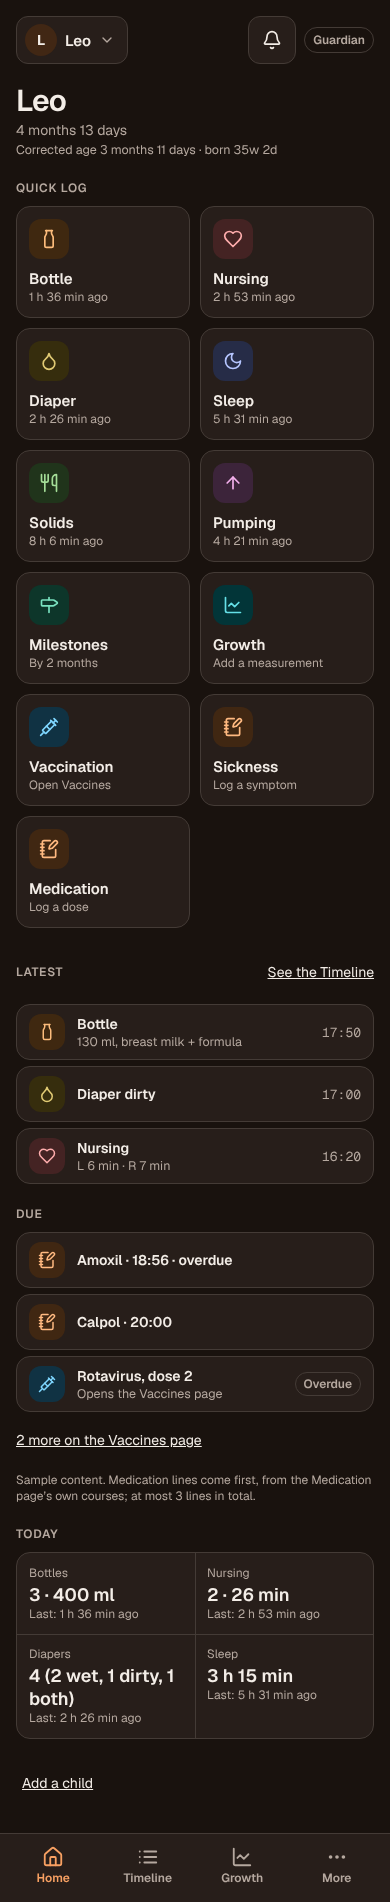 L Leo
Guardian
Leo
4 months 13 days
Corrected age 3 months 11 days · born 35w 2d
QUICK LOG
Bottle
1 h 36 min ago
Nursing
2 h 53 min ago
Diaper
2 h 26 min ago
Sleep
5 h 31 min ago
Solids
8 h 6 min ago
Pumping
4 h 21 min ago
Milestones
By 2 months
Growth
Add a measurement
Vaccination
Open Vaccines
Sickness
Log a symptom
Medication
Log a dose
LATEST
See the Timeline
Bottle
130 ml, breast milk + formula
17:50
Diaper dirty
17:00
Nursing
L 6 min · R 7 min
16:20
DUE
Amoxil · 18:56 · overdue
Calpol · 20:00
Rotavirus, dose 2
Opens the Vaccines page
Overdue
2 more on the Vaccines page
Sample content. Medication lines come first, from the Medication
page's own courses; at most 3 lines in total.
TODAY
Bottles
3 · 400 ml
Last: 1 h 36 min ago
Nursing
2 · 26 min
Last: 2 h 53 min ago
Diapers
4 (2 wet, 1 dirty, 1
both)
Last: 2 h 26 min ago
Sleep
3 h 15 min
Last: 5 h 31 min ago
Add a child
Home
Timeline
Growth
More